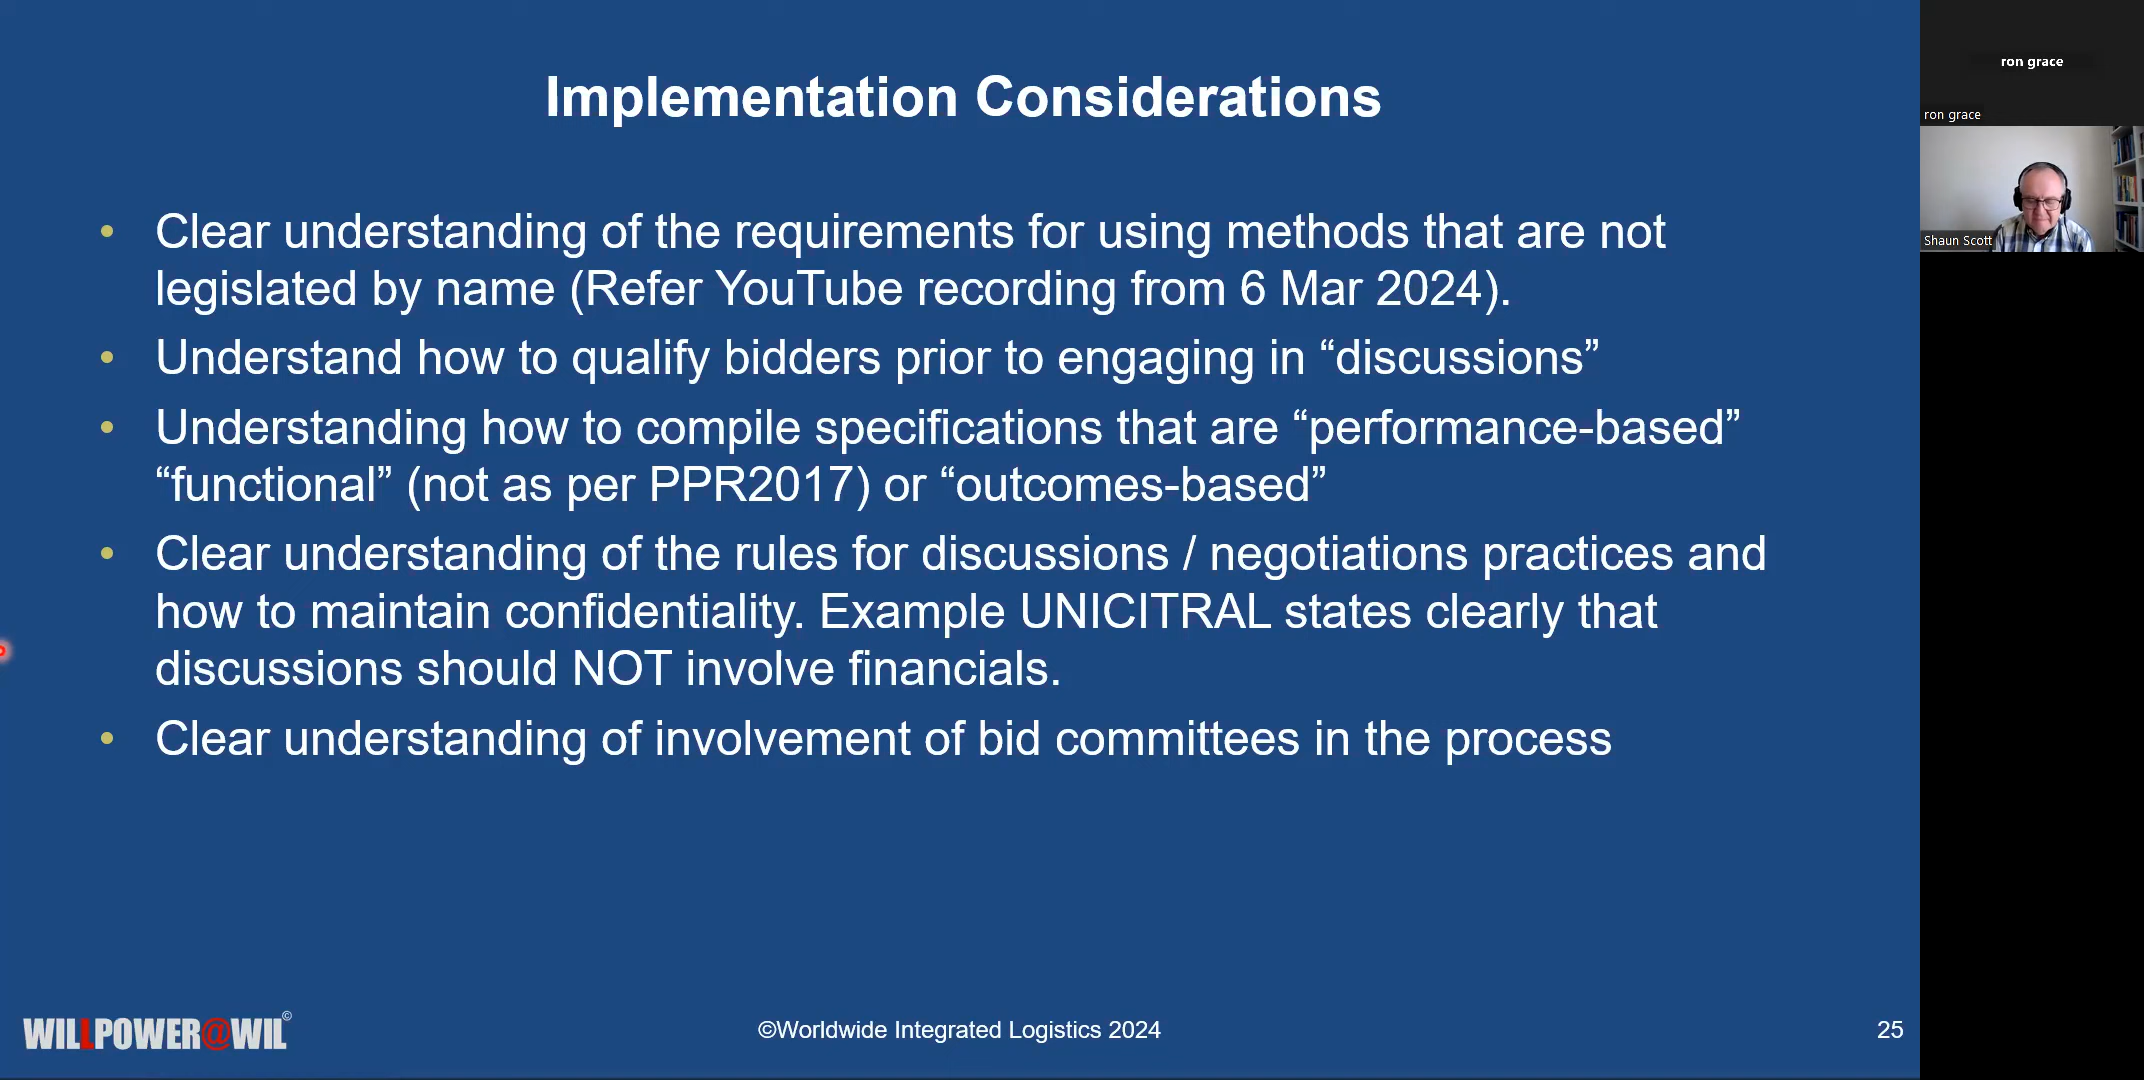 Implementation Considerations
• Clear understanding of the requirements for using methods that are not
legislated by name (Refer YouTube recording from 6 Mar 2024).
• Understand how to qualify bidders prior to engaging in “discussions”
• Understanding how to compile specifications that are “performance-based”
“functional” (not as per PPR2017) or “outcomes-based”
• Clear understanding of the rules for discussions / negotiations practices and
how to maintain confidentiality. Example UNICITRAL states clearly that
discussions should NOT involve financials.
• Clear understanding of involvement of bid committees in the process
WILLPOWER@WIL©
©Worldwide Integrated Logistics 2024
25
ron grace
ron grace
Shaun Scott